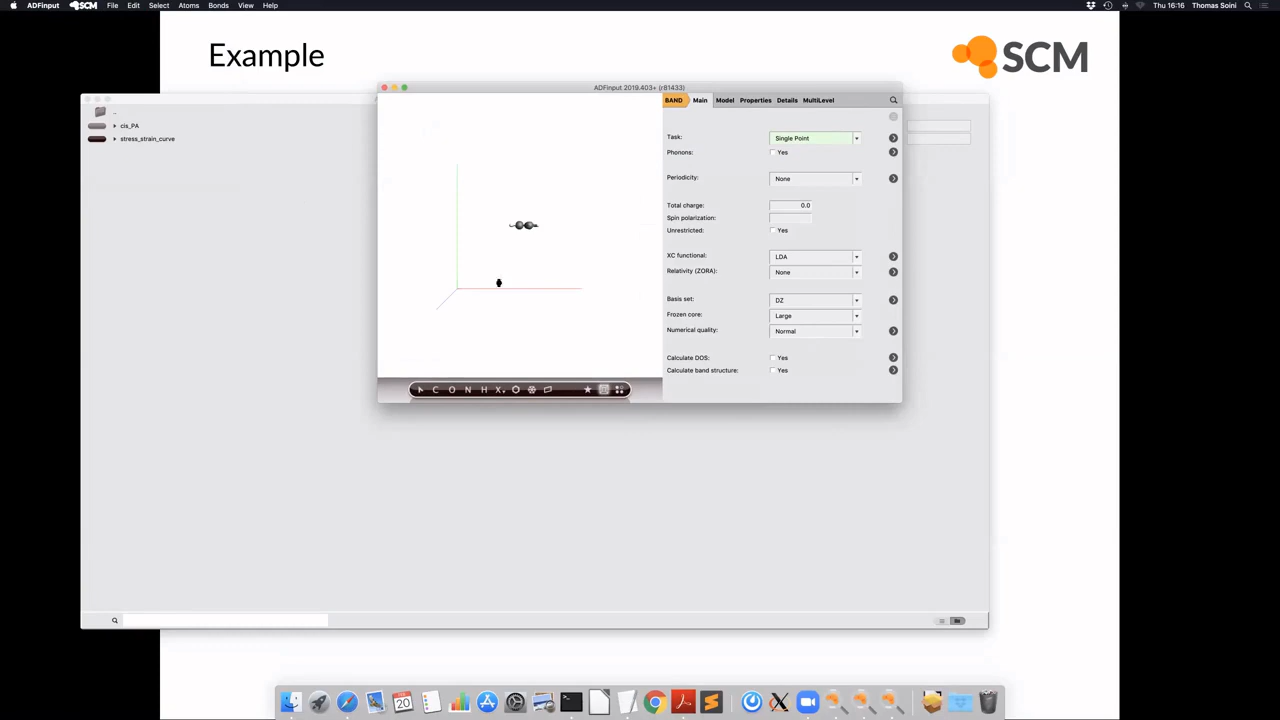 ADFinput SCM File Edit Select Atoms Bonds View Help Thu 16:16 Thomas Soini
Example
SCM
ADFinput 2019.403+ (r81433)
BAND Main Model Properties Details MultiLevel
..
cis_PA
stress_strain_curve
Task: Single Point
Phonons: Yes
Periodicity: None
Total charge: 0.0
Spin polarization:
Unrestricted: Yes
XC functional: LDA
Relativity (ZORA): None
Basis set: DZ
Frozen core: Large
Numerical quality: Normal
Calculate DOS: Yes
Calculate band structure: Yes
C O N H X
20